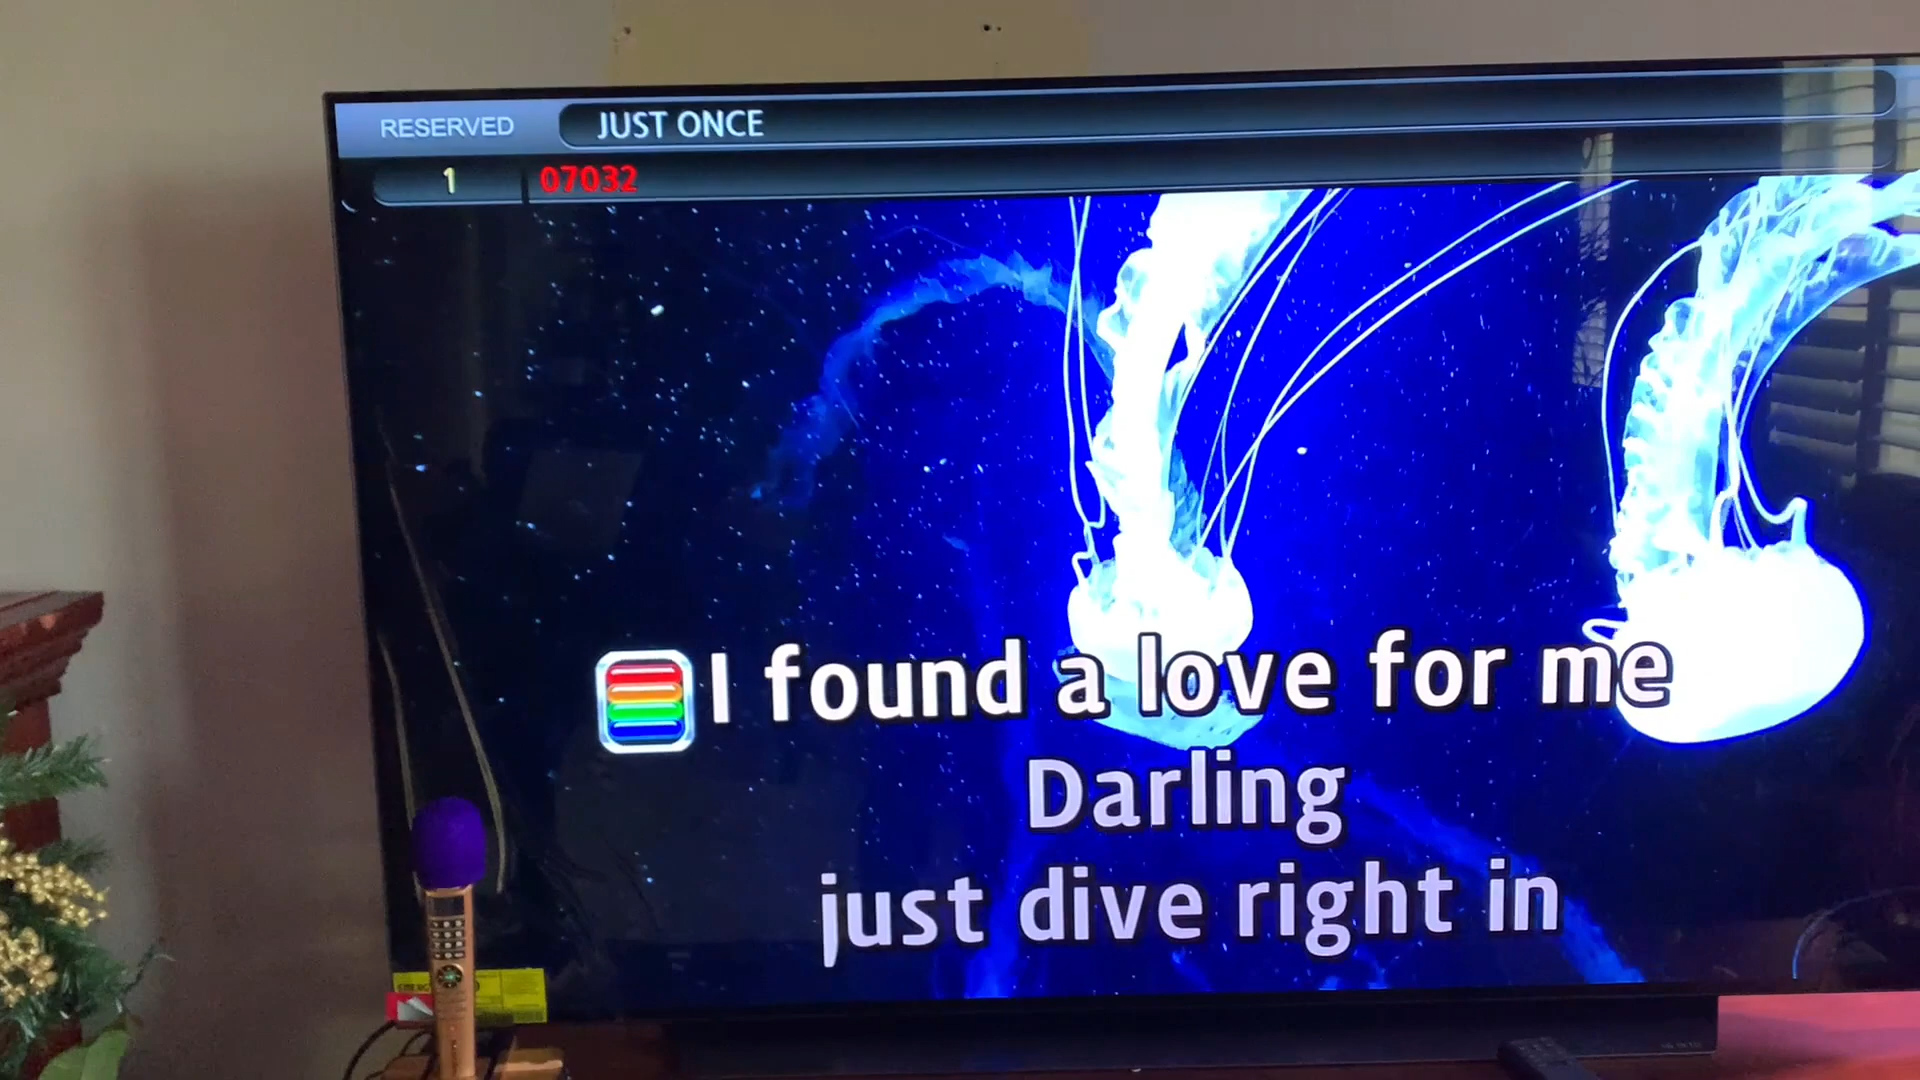 RESERVED JUST ONCE
1 07032
I found a love for me
Darling
just dive right in